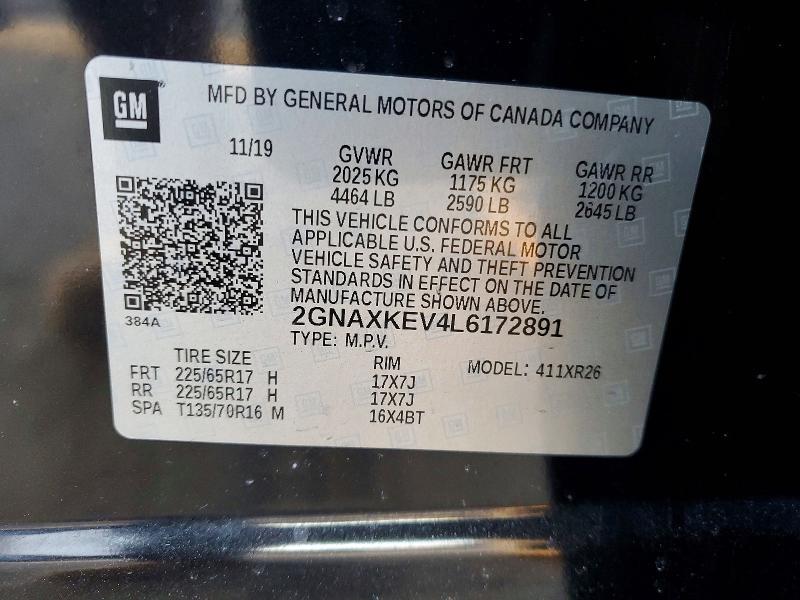 GM
MFD BY GENERAL MOTORS OF CANADA COMPANY
11/19 GVWR GAWR FRT GAWR RR
2025 KG 1175 KG 1200 KG
4464 LB 2590 LB 2645 LB
THIS VEHICLE CONFORMS TO ALL
APPLICABLE U.S. FEDERAL MOTOR
VEHICLE SAFETY AND THEFT PREVENTION
STANDARDS IN EFFECT ON THE DATE OF
MANUFACTURE SHOWN ABOVE.
384A
2GNAXKEV4L6172891
TYPE: M.P.V.
TIRE SIZE RIM MODEL: 411XR26
FRT 225/65R17 H 17X7J
RR 225/65R17 H 17X7J
SPA T135/70R16 M 16X4BT